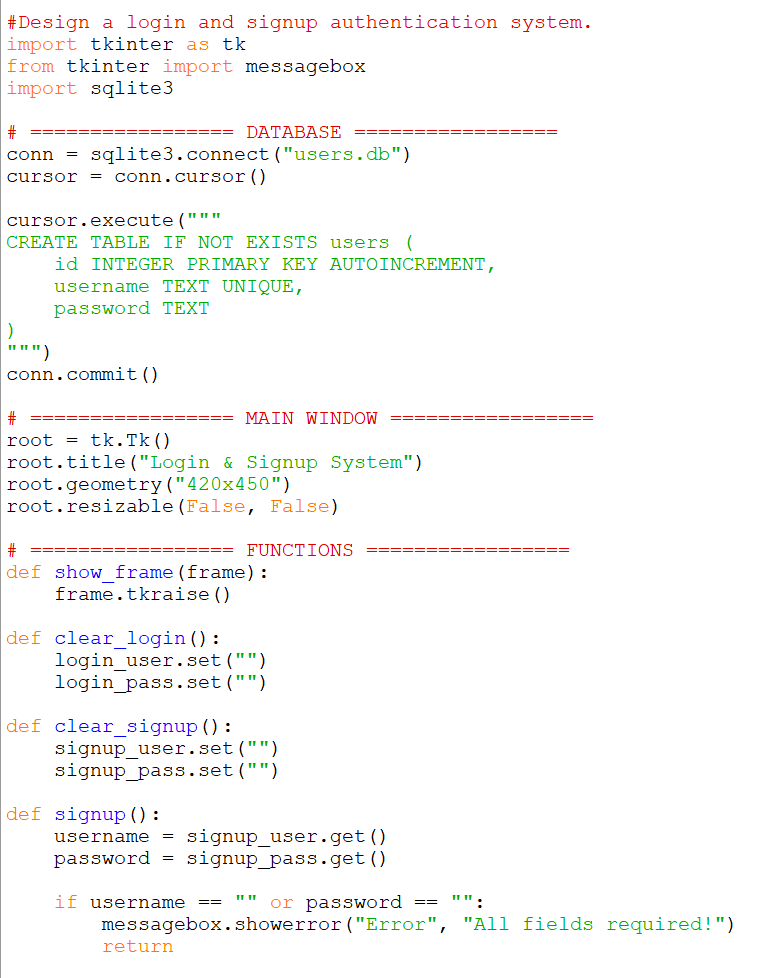 #Design a login and signup authentication system.
import tkinter as tk
from tkinter import messagebox
import sqlite3
# ================= DATABASE =================
conn = sqlite3.connect("users.db")
cursor = conn.cursor()
cursor.execute("""
CREATE TABLE IF NOT EXISTS users (
    id INTEGER PRIMARY KEY AUTOINCREMENT,
    username TEXT UNIQUE,
    password TEXT
)
""")
conn.commit()
# ================= MAIN WINDOW =================
root = tk.Tk()
root.title("Login & Signup System")
root.geometry("420x450")
root.resizable(False, False)
# ================= FUNCTIONS =================
def show_frame(frame):
    frame.tkraise()
def clear_login():
    login_user.set("")
    login_pass.set("")
def clear_signup():
    signup_user.set("")
    signup_pass.set("")
def signup():
    username = signup_user.get()
    password = signup_pass.get()
    if username == "" or password == "":
        messagebox.showerror("Error", "All fields required!")
        return